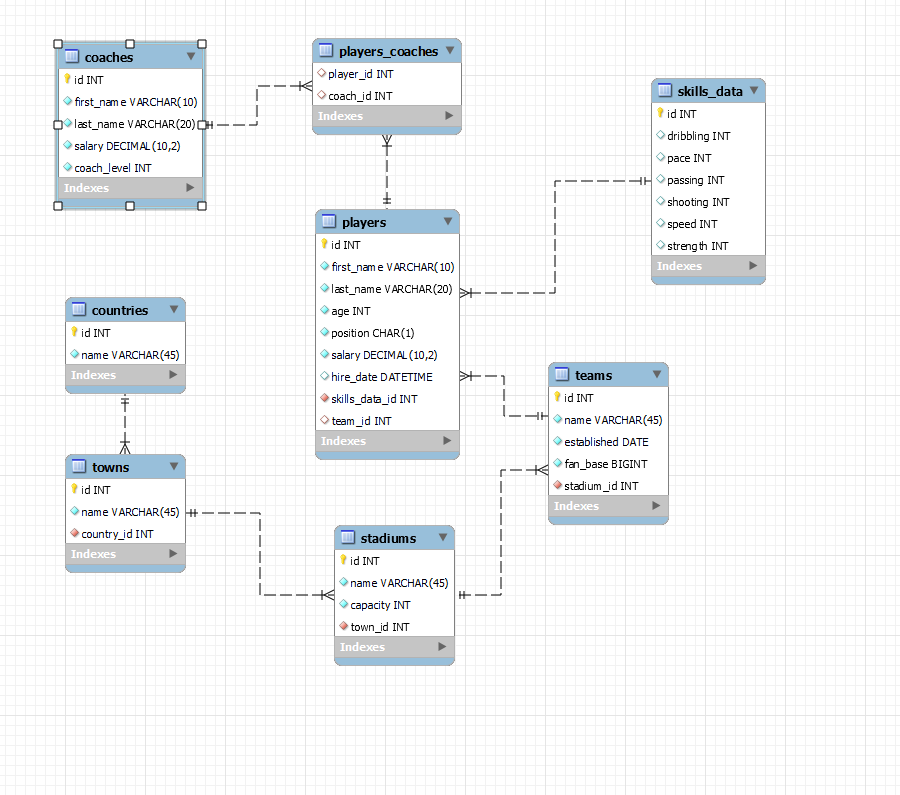 coaches
id INT
first_name VARCHAR(10)
last_name VARCHAR(20)
salary DECIMAL(10,2)
coach_level INT
Indexes
players_coaches
player_id INT
coach_id INT
Indexes
skills_data
id INT
dribbling INT
pace INT
passing INT
shooting INT
speed INT
strength INT
Indexes
players
id INT
first_name VARCHAR(10)
last_name VARCHAR(20)
age INT
position CHAR(1)
salary DECIMAL(10,2)
hire_date DATETIME
skills_data_id INT
team_id INT
Indexes
countries
id INT
name VARCHAR(45)
Indexes
teams
id INT
name VARCHAR(45)
established DATE
fan_base BIGINT
stadium_id INT
Indexes
towns
id INT
name VARCHAR(45)
country_id INT
Indexes
stadiums
id INT
name VARCHAR(45)
capacity INT
town_id INT
Indexes